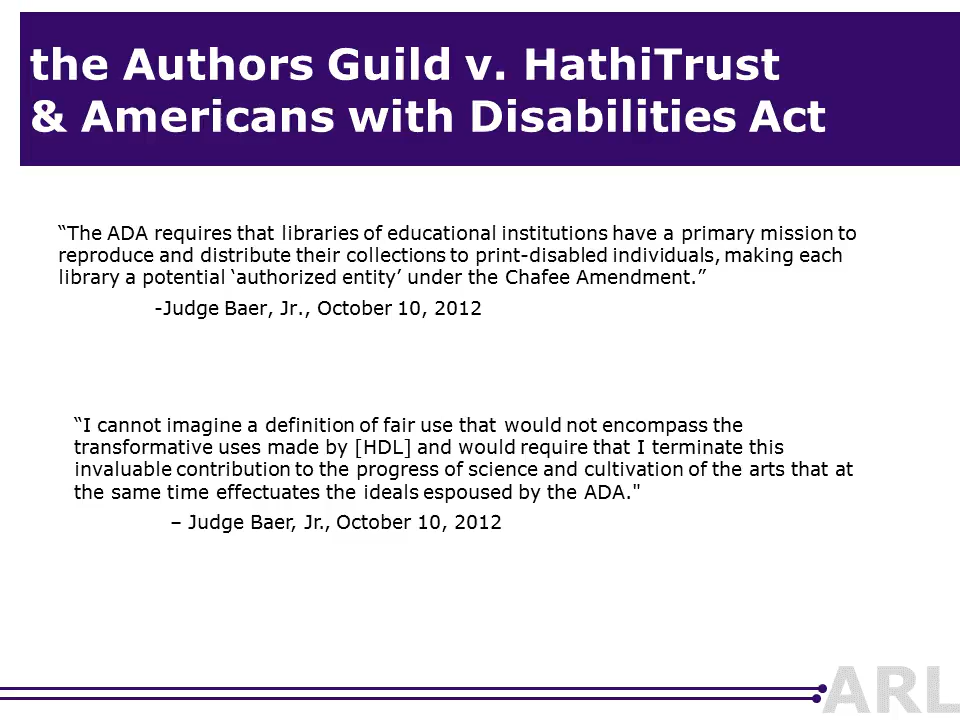 the Authors Guild v. HathiTrust
& Americans with Disabilities Act
“The ADA requires that libraries of educational institutions have a primary mission to
reproduce and distribute their collections to print-disabled individuals, making each
library a potential ‘authorized entity’ under the Chafee Amendment.”
-Judge Baer, Jr., October 10, 2012
“I cannot imagine a definition of fair use that would not encompass the
transformative uses made by [HDL] and would require that I terminate this
invaluable contribution to the progress of science and cultivation of the arts that at
the same time effectuates the ideals espoused by the ADA."
– Judge Baer, Jr., October 10, 2012
ARL